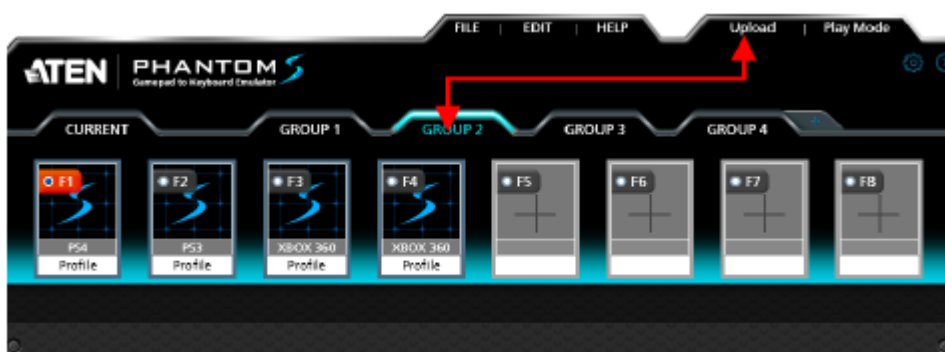 FILE | EDIT | HELP Upload | Play Mode
ATEN PHANTOM S
Gamepad to Keyboard Emulator
CURRENT GROUP 1 GROUP 2 GROUP 3 GROUP 4 +
F1 F2 F3 F4 F5 F6 F7 F8
PS4 PS3 XBOX 360 XBOX 360
Profile Profile Profile Profile